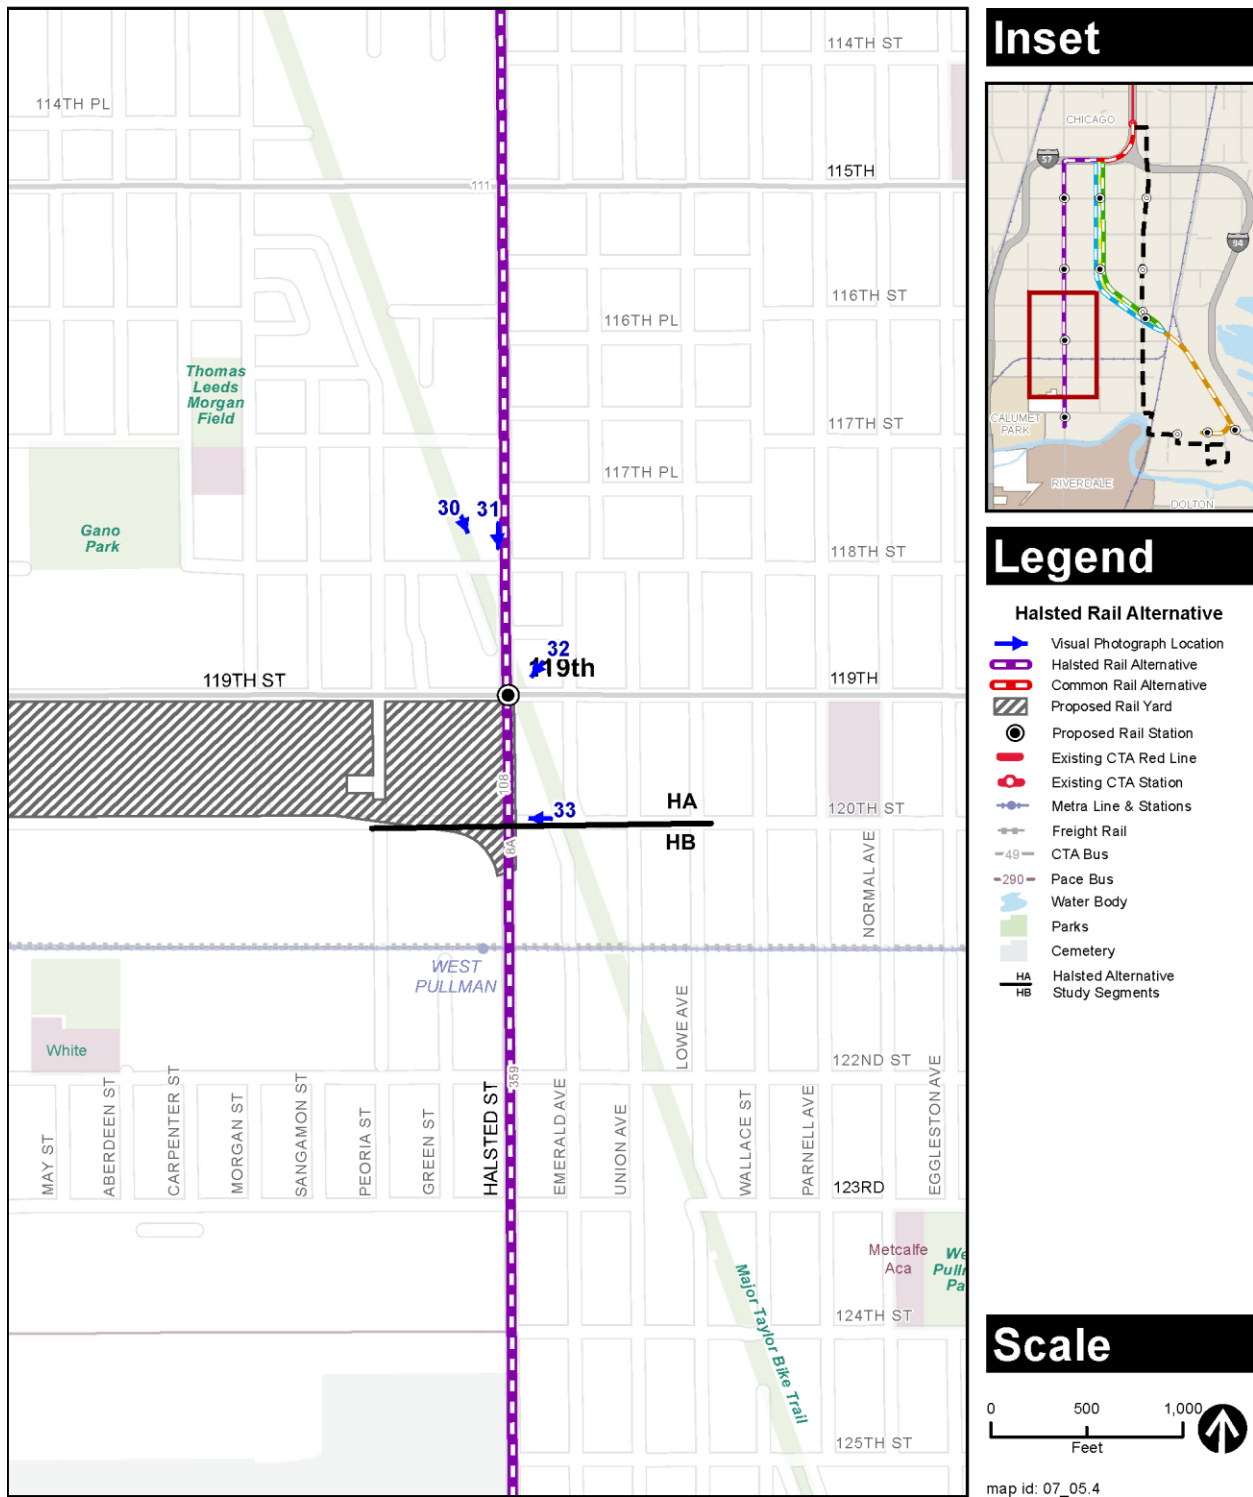 114TH ST
114TH PL
115TH
111
116TH ST
116TH PL
Thomas
Leeds
Morgan
Field
117TH ST
117TH PL
30
31
Gano
Park
118TH ST
32
119th
119TH ST
119TH
108
HA
33
120TH ST
HB
8A
NORMAL AVE
WEST
PULLMAN
LOWE AVE
White
122ND ST
359
MAY ST
ABERDEEN ST
CARPENTER ST
MORGAN ST
SANGAMON ST
PEORIA ST
GREEN ST
HALSTED ST
EMERALD AVE
UNION AVE
WALLACE ST
PARNELL AVE
EGGLESTON AVE
123RD
Metcalfe
Aca
We
Pull
Pa
Major Taylor Bike Trail
124TH ST
125TH ST
Inset
CHICAGO
57
94
CALUMET
PARK
RIVERDALE
DOLTON
Legend
Halsted Rail Alternative
Visual Photograph Location
Halsted Rail Alternative
Common Rail Alternative
Proposed Rail Yard
Proposed Rail Station
Existing CTA Red Line
Existing CTA Station
Metra Line & Stations
Freight Rail
49 CTA Bus
290 Pace Bus
Water Body
Parks
Cemetery
HA Halsted Alternative
HB Study Segments
Scale
0 500 1,000
Feet
map id: 07_05.4